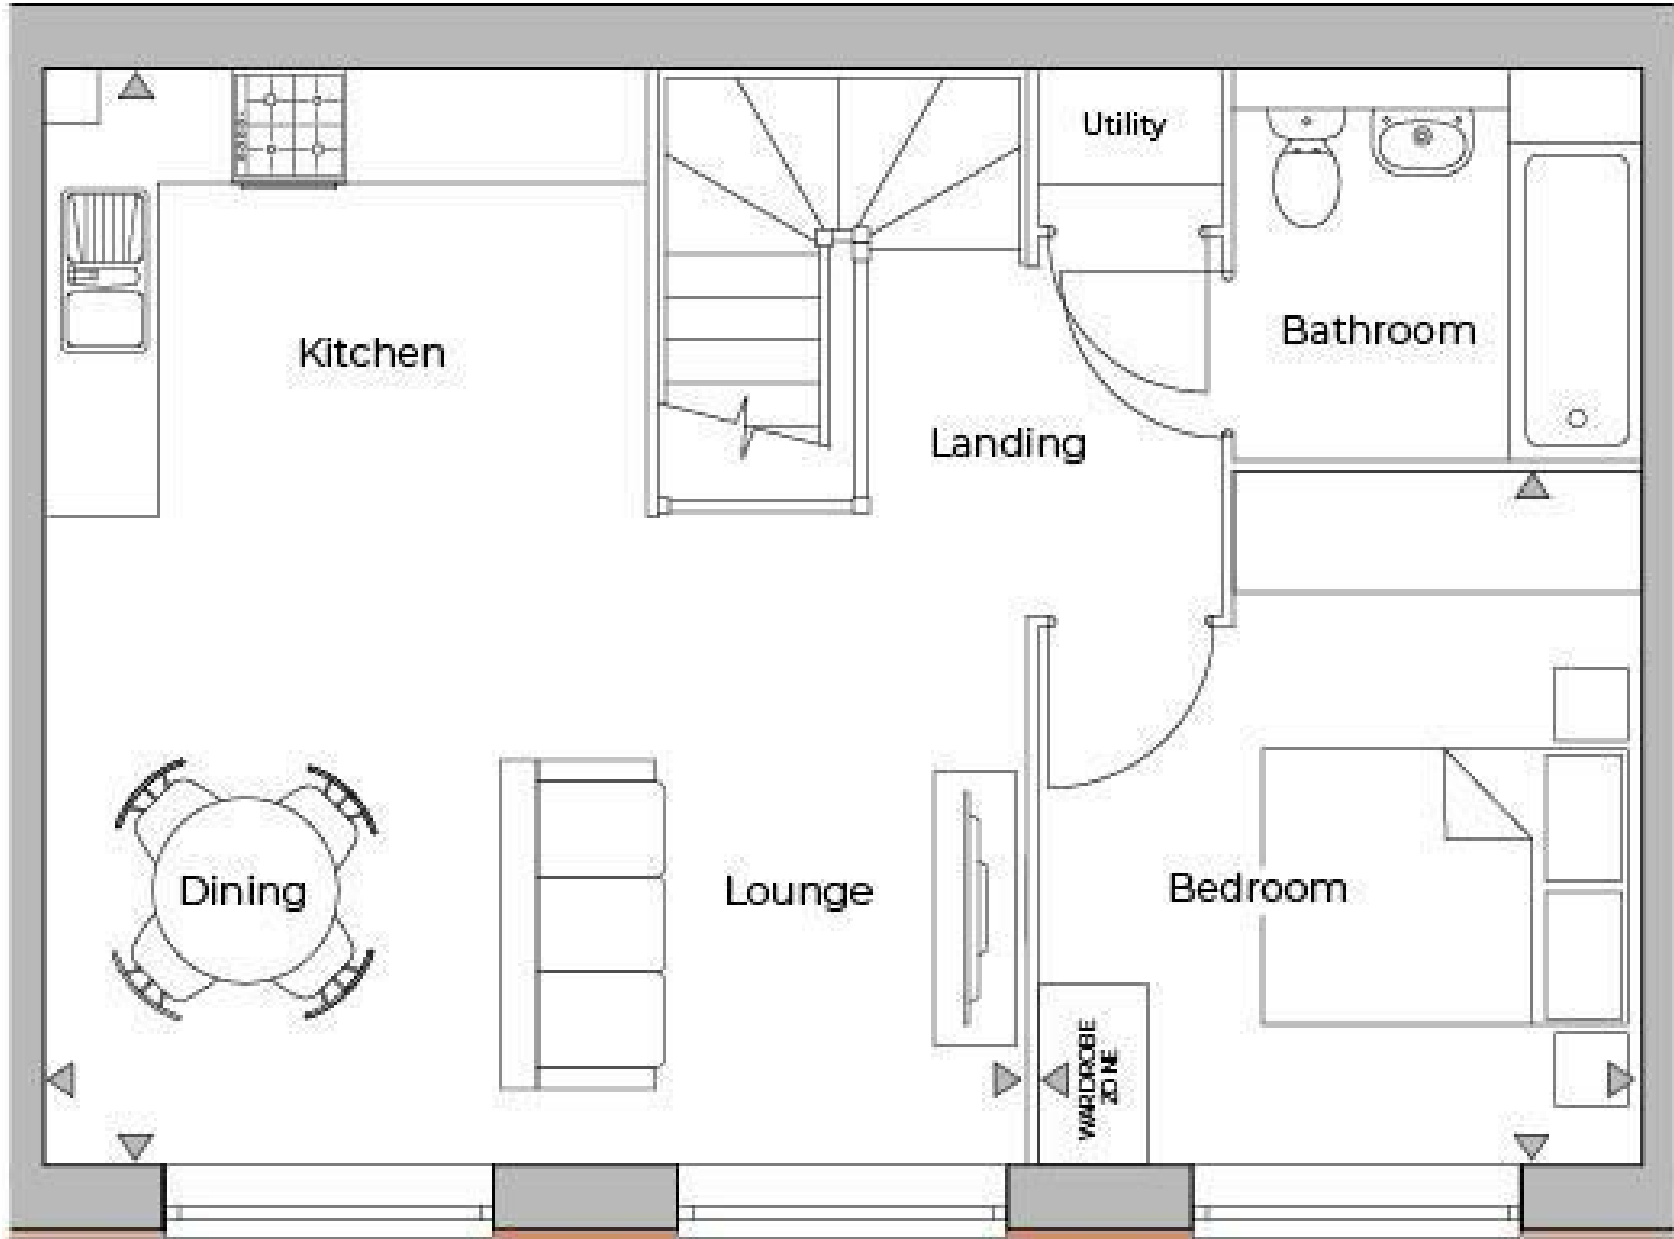 Utility
Bathroom
Kitchen
Landing
Dining
Lounge
Bedroom
WARDROBE
ZONE